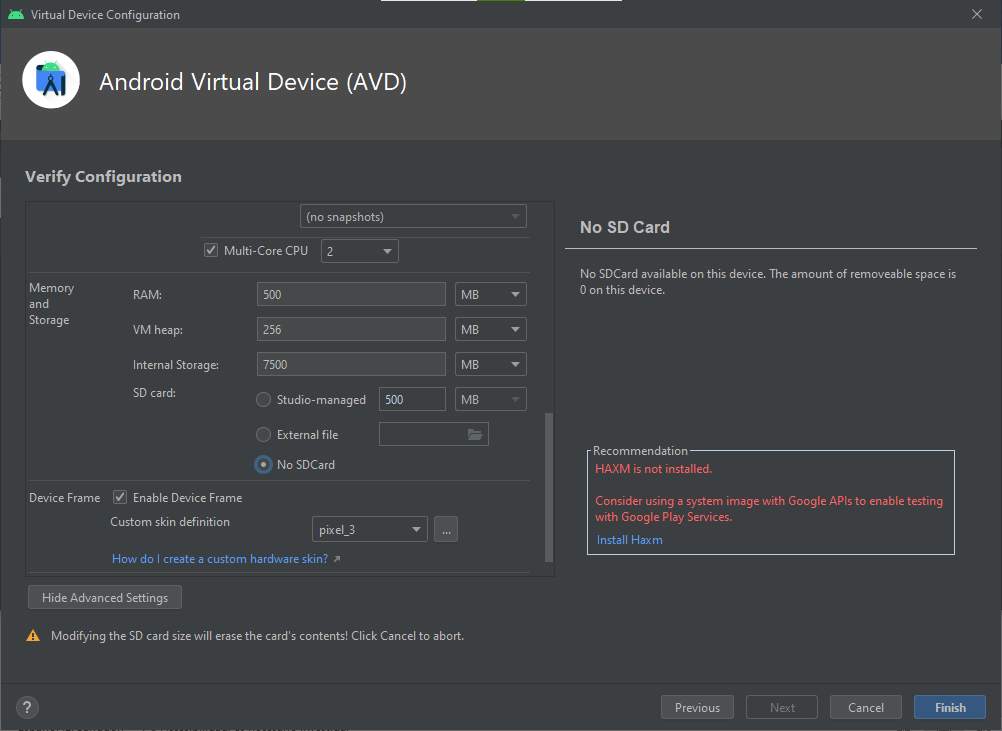 Virtual Device Configuration
Android Virtual Device (AVD)
Verify Configuration
(no snapshots)
Multi-Core CPU 2
Memory
and
Storage
RAM: 500 MB
VM heap: 256 MB
Internal Storage: 7500 MB
SD card:
Studio-managed 500 MB
External file
No SDCard
Device Frame Enable Device Frame
Custom skin definition
pixel_3 ...
How do I create a custom hardware skin? ↗
No SD Card
No SDCard available on this device. The amount of removeable space is
0 on this device.
Recommendation
HAXM is not installed.
Consider using a system image with Google APIs to enable testing
with Google Play Services.
Install Haxm
Hide Advanced Settings
Modifying the SD card size will erase the card's contents! Click Cancel to abort.
? Previous Next Cancel Finish